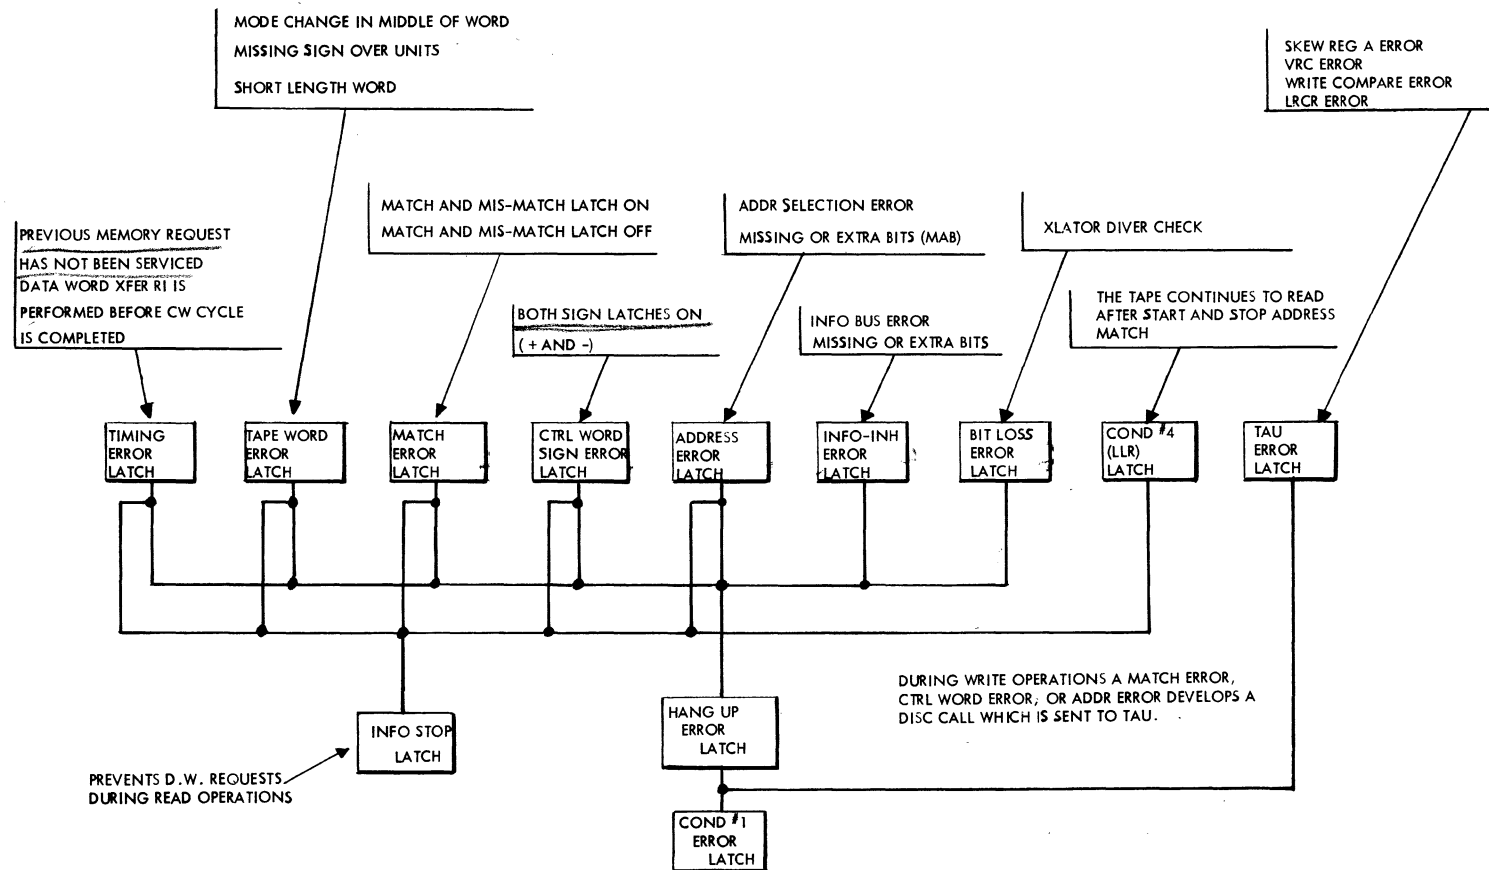 MODE CHANGE IN MIDDLE OF WORD
MISSING SIGN OVER UNITS
SHORT LENGTH WORD
SKEW REG A ERROR
VRC ERROR
WRITE COMPARE ERROR
LRCR ERROR
PREVIOUS MEMORY REQUEST
HAS NOT BEEN SERVICED
DATA WORD XFER RI IS
PERFORMED BEFORE CW CYCLE
IS COMPLETED
MATCH AND MIS-MATCH LATCH ON
MATCH AND MIS-MATCH LATCH OFF
BOTH SIGN LATCHES ON
( + AND -)
ADDR SELECTION ERROR
MISSING OR EXTRA BITS (MAB)
INFO BUS ERROR
MISSING OR EXTRA BITS
XLATOR DIVER CHECK
THE TAPE CONTINUES TO READ
AFTER START AND STOP ADDRESS
MATCH
TIMING
ERROR
LATCH
TAPE WORD
ERROR
LATCH
MATCH
ERROR
LATCH
CTRL WORD
SIGN ERROR
LATCH
ADDRESS
ERROR
LATCH
INFO-INH
ERROR
LATCH
BIT LOSS
ERROR
LATCH
COND #4
(LLR)
LATCH
TAU
ERROR
LATCH
DURING WRITE OPERATIONS A MATCH ERROR,
CTRL WORD ERROR, OR ADDR ERROR DEVELOPS A
DISC CALL WHICH IS SENT TO TAU.
INFO STOP
LATCH
HANG UP
ERROR
LATCH
PREVENTS D.W. REQUESTS
DURING READ OPERATIONS
COND #1
ERROR
LATCH